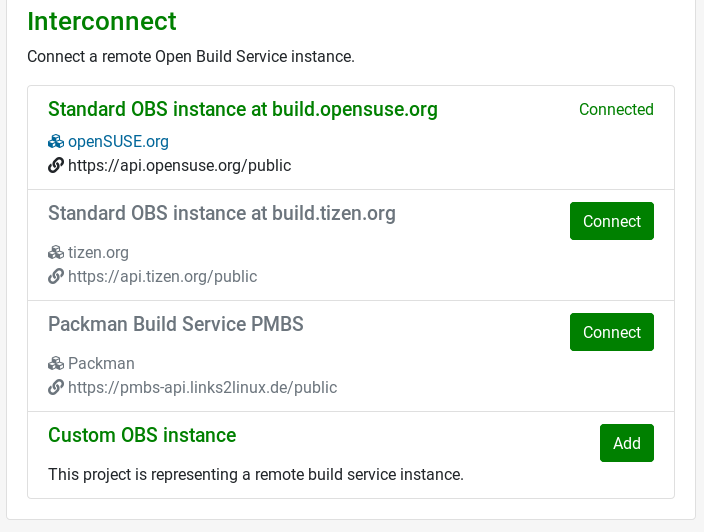 Interconnect
Connect a remote Open Build Service instance.
Standard OBS instance at build.opensuse.org
Connected
openSUSE.org
https://api.opensuse.org/public
Standard OBS instance at build.tizen.org
Connect
tizen.org
https://api.tizen.org/public
Packman Build Service PMBS
Connect
Packman
https://pmbs-api.links2linux.de/public
Custom OBS instance
Add
This project is representing a remote build service instance.